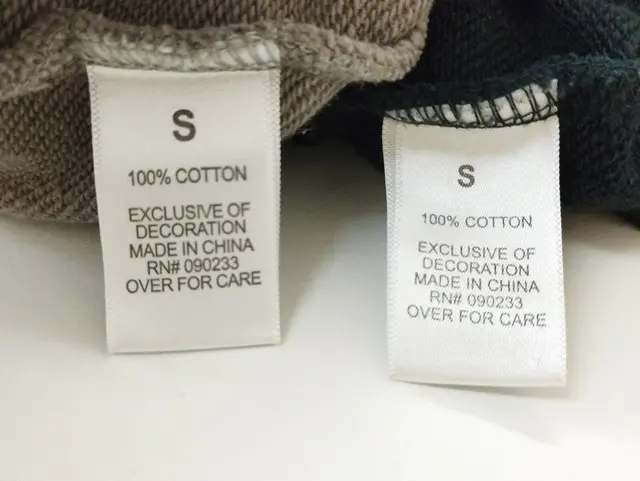 S
100% COTTON
EXCLUSIVE OF
DECORATION
MADE IN CHINA
RN# 090233
OVER FOR CARE
S
100% COTTON
EXCLUSIVE OF
DECORATION
MADE IN CHINA
RN# 090233
OVER FOR CARE